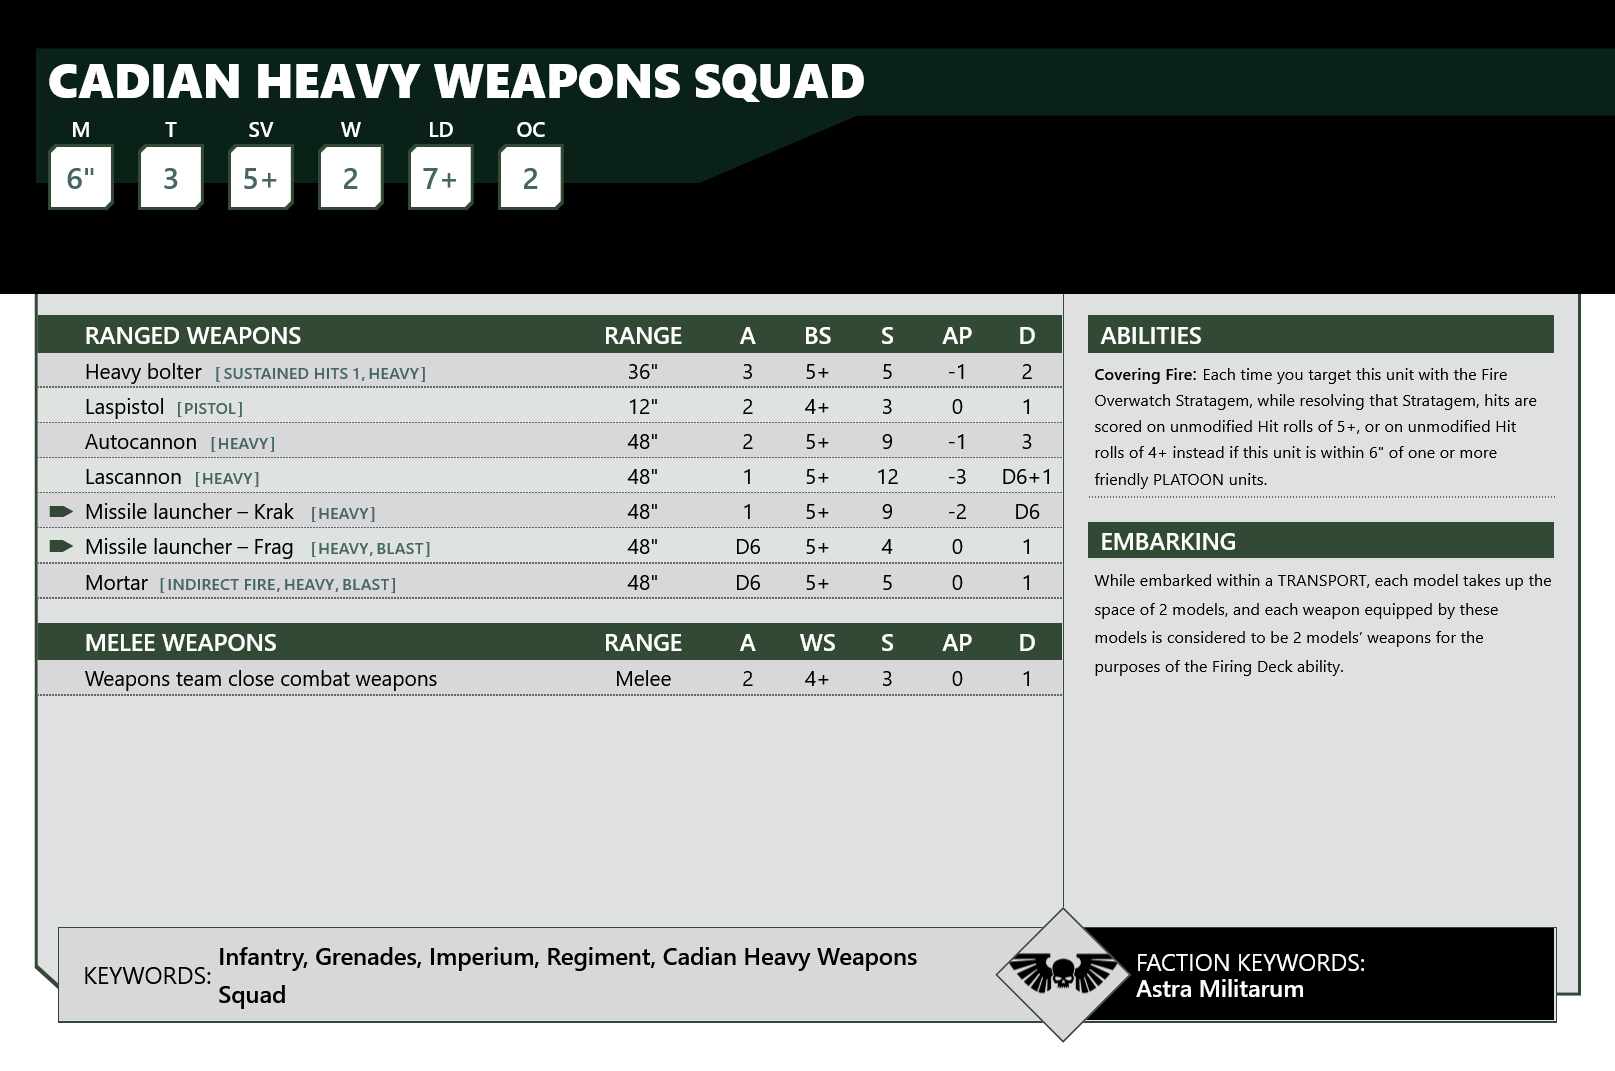 CADIAN HEAVY WEAPONS SQUAD
M T SV W LD OC
6" 3 5+ 2 7+ 2
RANGED WEAPONS RANGE A BS S AP D
Heavy bolter [SUSTAINED HITS 1, HEAVY] 36" 3 5+ 5 -1 2
Laspistol [PISTOL] 12" 2 4+ 3 0 1
Autocannon [HEAVY] 48" 2 5+ 9 -1 3
Lascannon [HEAVY] 48" 1 5+ 12 -3 D6+1
Missile launcher – Krak [HEAVY] 48" 1 5+ 9 -2 D6
Missile launcher – Frag [HEAVY, BLAST] 48" D6 5+ 4 0 1
Mortar [INDIRECT FIRE, HEAVY, BLAST] 48" D6 5+ 5 0 1
MELEE WEAPONS RANGE A WS S AP D
Weapons team close combat weapons Melee 2 4+ 3 0 1
ABILITIES
Covering Fire: Each time you target this unit with the Fire
Overwatch Stratagem, while resolving that Stratagem, hits are
scored on unmodified Hit rolls of 5+, or on unmodified Hit
rolls of 4+ instead if this unit is within 6" of one or more
friendly PLATOON units.
EMBARKING
While embarked within a TRANSPORT, each model takes up the
space of 2 models, and each weapon equipped by these
models is considered to be 2 models’ weapons for the
purposes of the Firing Deck ability.
KEYWORDS: Infantry, Grenades, Imperium, Regiment, Cadian Heavy Weapons
Squad
FACTION KEYWORDS:
Astra Militarum